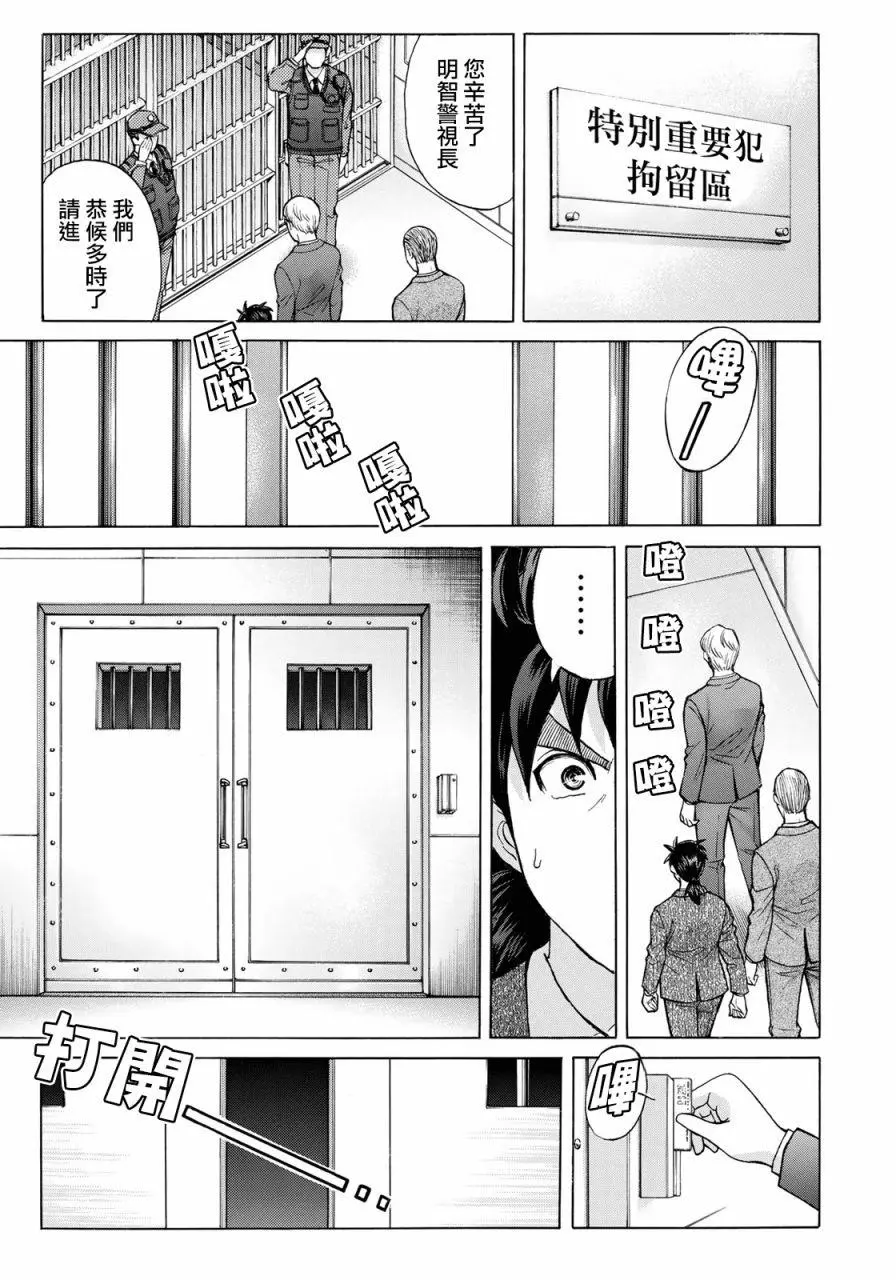 特別重要犯
拘留區
您辛苦了
明智警視長
我們
恭候多時了
請進
嗶—
嘎啦
嘎啦
嘎啦
噔
噔
噔
噔
……
嗶
打開——...